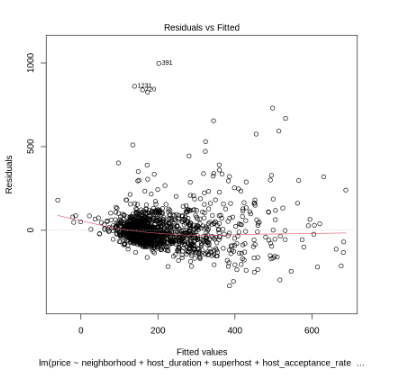 Residuals vs Fitted
1000
500
0
Residuals
391
1231
0
200
400
600
Fitted values
lm(price ~ neighborhood + host_duration + superhost + host_acceptance_rate ...